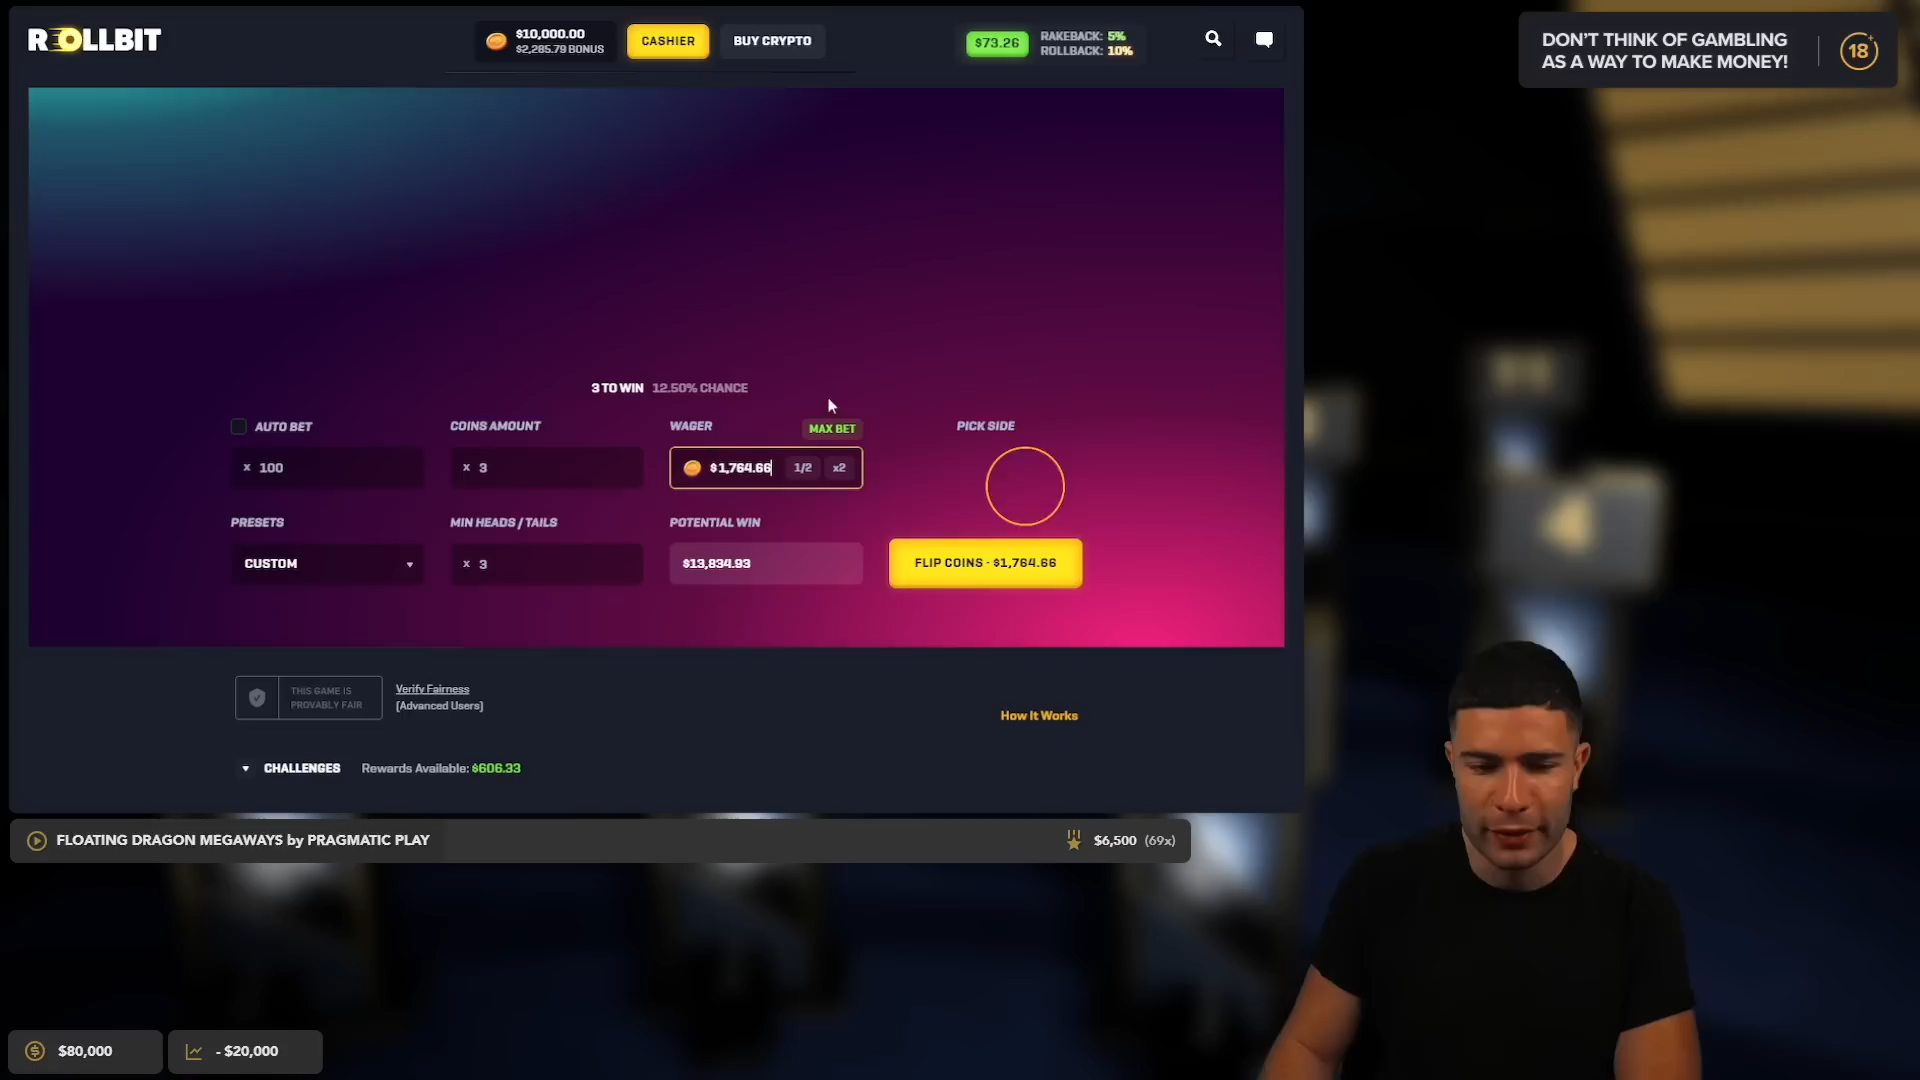 ROLLBIT
$10,000.00
$2,285.79 BONUS
CASHIER
BUY CRYPTO
$73.26
RAKEBACK: 5%
ROLLBACK: 10%
DON'T THINK OF GAMBLING
AS A WAY TO MAKE MONEY!
18+
3 TO WIN 12.50% CHANCE
AUTO BET
COINS AMOUNT
WAGER
MAX BET
PICK SIDE
x 100
x 3
$1,764.66
1/2
x2
PRESETS
MIN HEADS / TAILS
POTENTIAL WIN
CUSTOM
x 3
$13,834.93
FLIP COINS · $1,764.66
THIS GAME IS
PROVABLY FAIR
Verify Fairness
[Advanced Users]
How It Works
CHALLENGES
Rewards Available: $606.33
FLOATING DRAGON MEGAWAYS by PRAGMATIC PLAY
$6,500 (69x)
$80,000
- $20,000
4